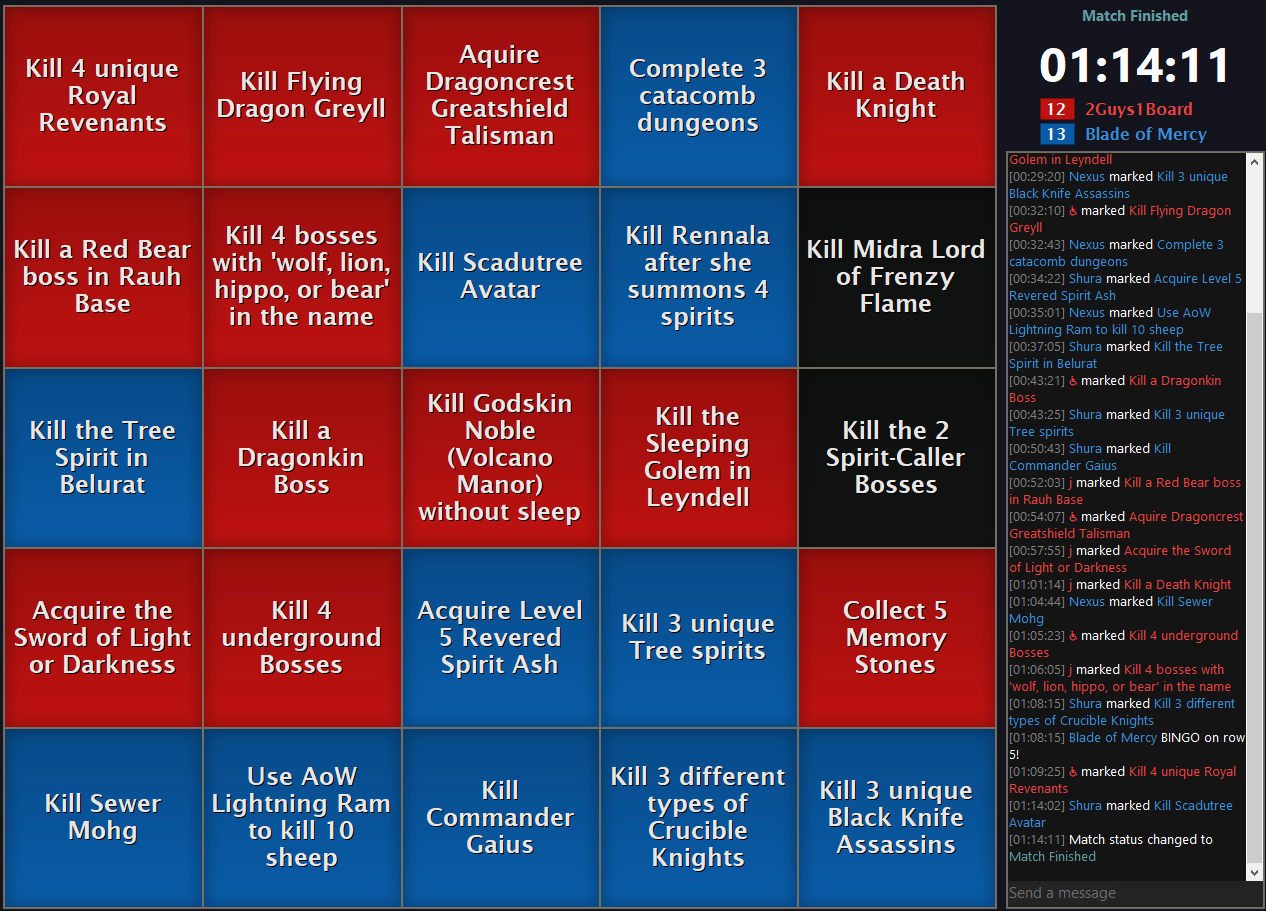 Kill 4 unique
Royal
Revenants
Kill Flying
Dragon Greyll
Aquire
Dragoncrest
Greatshield
Talisman
Complete 3
catacomb
dungeons
Kill a Death
Knight
Kill a Red Bear
boss in Rauh
Base
Kill 4 bosses
with 'wolf, lion,
hippo, or bear'
in the name
Kill Scadutree
Avatar
Kill Rennala
after she
summons 4
spirits
Kill Midra Lord
of Frenzy
Flame
Kill the Tree
Spirit in
Belurat
Kill a
Dragonkin
Boss
Kill Godskin
Noble
(Volcano
Manor)
without sleep
Kill the
Sleeping
Golem in
Leyndell
Kill the 2
Spirit-Caller
Bosses
Acquire the
Sword of Light
or Darkness
Kill 4
underground
Bosses
Acquire Level
5 Revered
Spirit Ash
Kill 3 unique
Tree spirits
Collect 5
Memory
Stones
Kill Sewer
Mohg
Use AoW
Lightning Ram
to kill 10
sheep
Kill
Commander
Gaius
Kill 3 different
types of
Crucible
Knights
Kill 3 unique
Black Knife
Assassins
Match Finished
01:14:11
12 2Guys1Board
13 Blade of Mercy
Golem in Leyndell
[00:29:20] Nexus marked Kill 3 unique
Black Knife Assassins
[00:32:10] ♿ marked Kill Flying Dragon
Greyll
[00:32:43] Nexus marked Complete 3
catacomb dungeons
[00:34:22] Shura marked Acquire Level 5
Revered Spirit Ash
[00:35:01] Nexus marked Use AoW
Lightning Ram to kill 10 sheep
[00:37:05] Shura marked Kill the Tree
Spirit in Belurat
[00:43:21] ♿ marked Kill a Dragonkin
Boss
[00:43:25] Shura marked Kill 3 unique
Tree spirits
[00:50:43] Shura marked Kill
Commander Gaius
[00:52:03] j marked Kill a Red Bear boss
in Rauh Base
[00:54:07] ♿ marked Aquire Dragoncrest
Greatshield Talisman
[00:57:55] j marked Acquire the Sword
of Light or Darkness
[01:01:14] j marked Kill a Death Knight
[01:04:44] Nexus marked Kill Sewer
Mohg
[01:05:23] ♿ marked Kill 4 underground
Bosses
[01:06:05] j marked Kill 4 bosses with
'wolf, lion, hippo, or bear' in the name
[01:08:15] Shura marked Kill 3 different
types of Crucible Knights
[01:08:15] Blade of Mercy BINGO on row
5!
[01:09:25] ♿ marked Kill 4 unique Royal
Revenants
[01:14:02] Shura marked Kill Scadutree
Avatar
[01:14:11] Match status changed to
Match Finished
Send a message